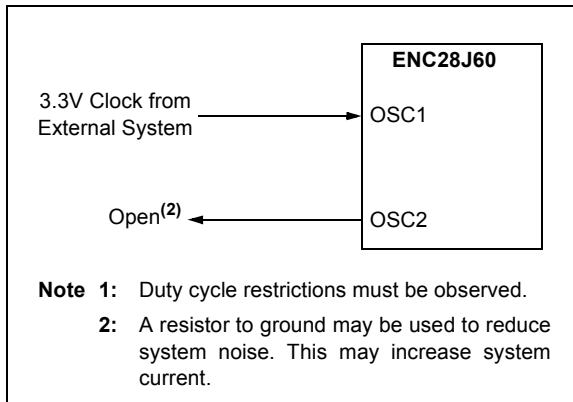 ENC28J60
3.3V Clock from
External System
OSC1
Open(2)
OSC2
Note 1: Duty cycle restrictions must be observed.
2: A resistor to ground may be used to reduce
system noise. This may increase system
current.